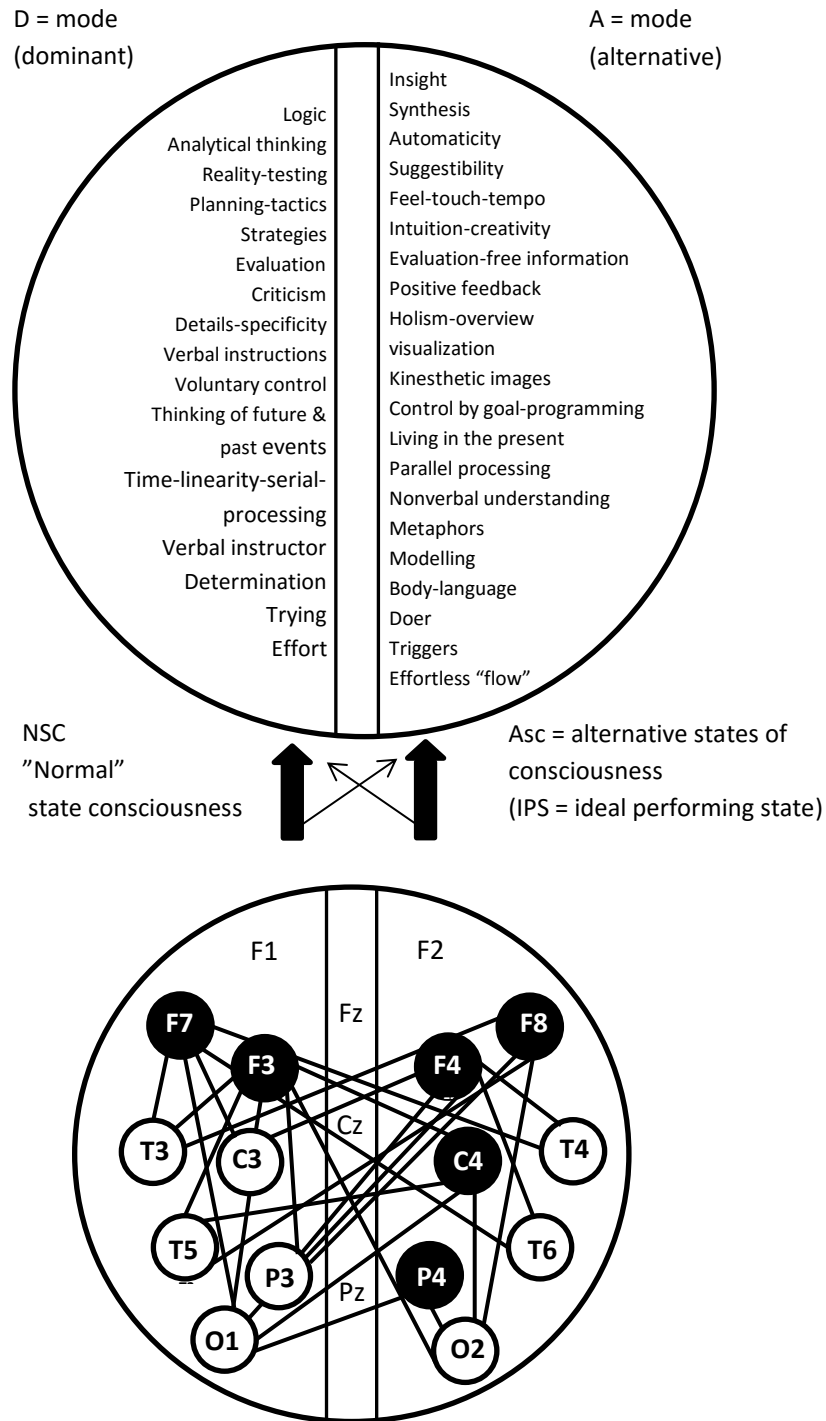 D = mode
(dominant)
A = mode
(alternative)
Logic
Analytical thinking
Reality-testing
Planning-tactics
Strategies
Evaluation
Criticism
Details-specificity
Verbal instructions
Voluntary control
Thinking of future &
past events
Time-linearity-serial-
processing
Verbal instructor
Determination
Trying
Effort
Insight
Synthesis
Automaticity
Suggestibility
Feel-touch-tempo
Intuition-creativity
Evaluation-free information
Positive feedback
Holism-overview
visualization
Kinesthetic images
Control by goal-programming
Living in the present
Parallel processing
Nonverbal understanding
Metaphors
Modelling
Body-language
Doer
Triggers
Effortless “flow”
NSC
”Normal”
state consciousness
Asc = alternative states of
consciousness
(IPS = ideal performing state)
F1
F2
Fz
F7
F3
F4
F8
Cz
T3
C3
C4
T4
T5
P3
Pz
P4
T6
O1
O2